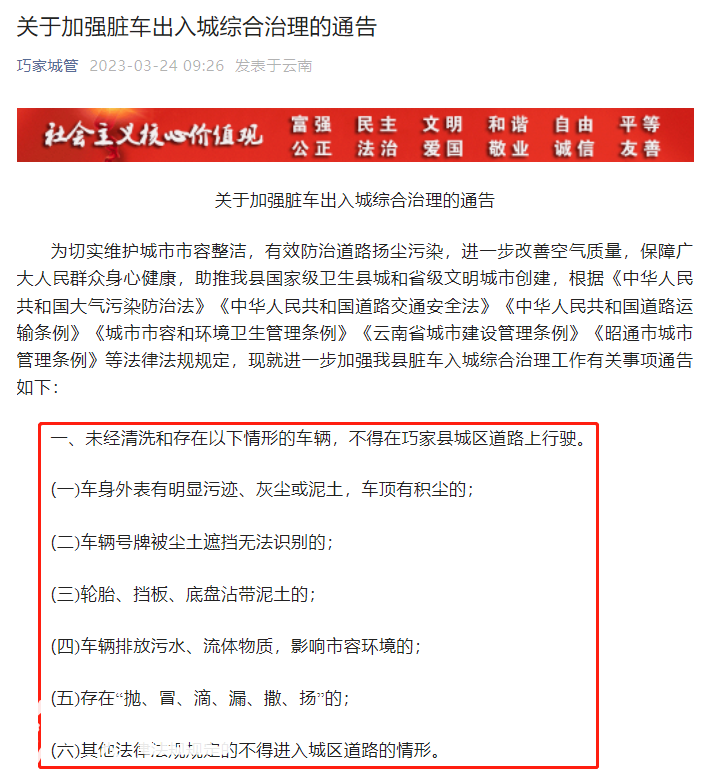 关于加强脏车出入城综合治理的通告
巧家城管 2023-03-24 09:26 发表于云南
社会主义核心价值观
富强 民主 文明 和谐 自由 平等
公正 法治 爱国 敬业 诚信 友善
关于加强脏车出入城综合治理的通告
为切实维护城市市容整洁，有效防治道路扬尘污染，进一步改善空气质量，保障广
大人民群众身心健康，助推我县国家级卫生县城和省级文明城市创建，根据《中华人民
共和国大气污染防治法》《中华人民共和国道路交通安全法》《中华人民共和国道路运
输条例》《城市市容和环境卫生管理条例》《云南省城市建设管理条例》《昭通市城市
管理条例》等法律法规规定，现就进一步加强我县脏车入城综合治理工作有关事项通告
如下：
一、未经清洗和存在以下情形的车辆，不得在巧家县城区道路上行驶。
(一)车身外表有明显污迹、灰尘或泥土，车顶有积尘的；
(二)车辆号牌被尘土遮挡无法识别的；
(三)轮胎、挡板、底盘沾带泥土的；
(四)车辆排放污水、流体物质，影响市容环境的；
(五)存在“抛、冒、滴、漏、撒、扬”的；
(六)其他法律法规规定的不得进入城区道路的情形。